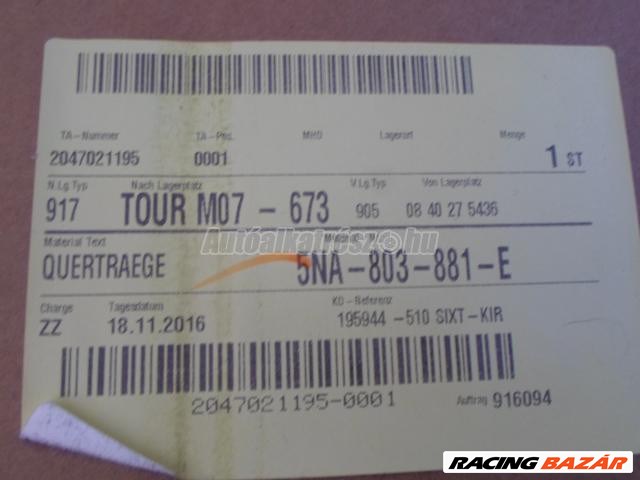 TA-Nummer TA-Pos. MHD Lagerort Menge
2047021195 0001 1 ST
N.Lg.Typ Nach Lagerplatz V.Lg.Typ Von Lagerplatz
917 TOUR M07 - 673 905 08 40 27 5436
Material Text
QUERTRAEGE 5NA-803-881-E
Autóalkatrész©.hu
Charge Tagesdatum KD-Referenz
ZZ 18.11.2016 195944 -510 SIXT-KIR
2047021195-0001 Auftrag 916094
RACING BAZÁR